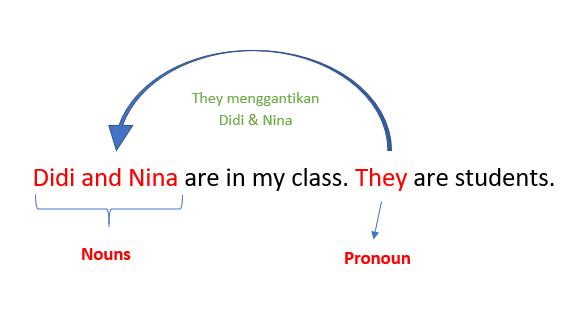 They menggantikan
Didi & Nina
Didi and Nina are in my class. They are students.
Nouns
Pronoun